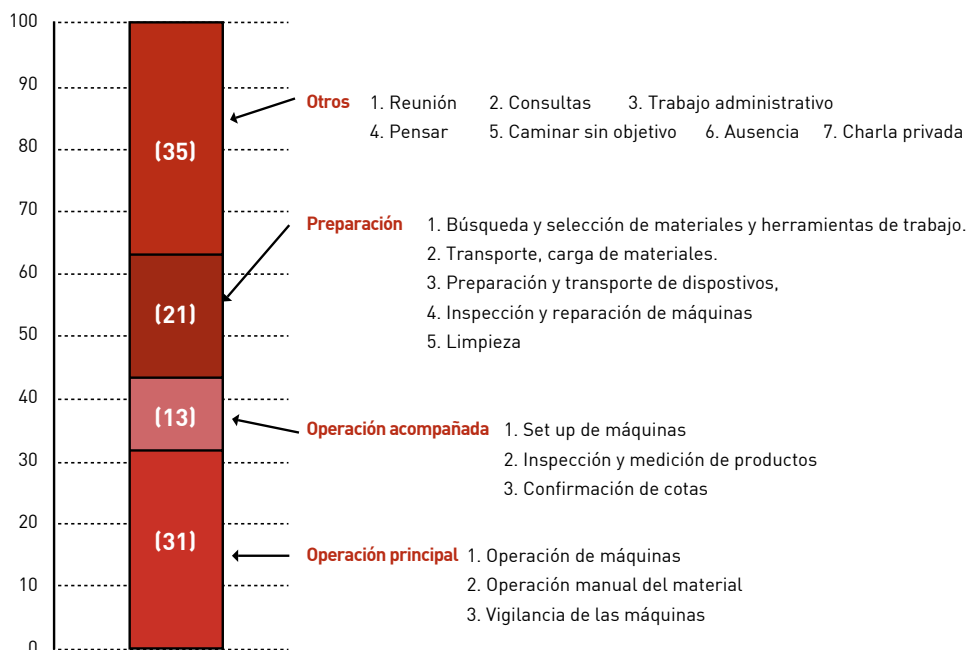 100
90
Otros 1. Reunión 2. Consultas 3. Trabajo administrativo
4. Pensar 5. Caminar sin objetivo 6. Ausencia 7. Charla privada
80
(35)
70
Preparación 1. Búsqueda y selección de materiales y herramientas de trabajo.
2. Transporte, carga de materiales.
60
3. Preparación y transporte de dispostivos,
(21)
4. Inspección y reparación de máquinas
50
5. Limpieza
40
(13)
Operación acompañada 1. Set up de máquinas
2. Inspección y medición de productos
30
3. Confirmación de cotas
20
(31)
Operación principal 1. Operación de máquinas
10
2. Operación manual del material
3. Vigilancia de las máquinas
0